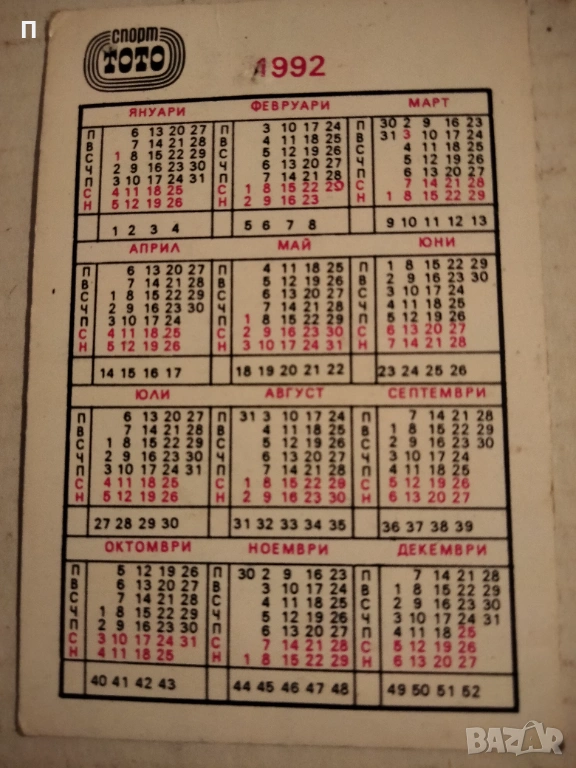 П
спорт
ТОТО
1992
ЯНУАРИ ФЕВРУАРИ МАРТ
П 6 13 20 27 П 3 10 17 24 П 30 2 9 16 23
В 7 14 21 28 В 4 11 18 25 В 31 3 10 17 24
С 1 8 15 22 29 С 5 12 19 26 С 4 11 18 25
Ч 2 9 16 23 30 Ч 6 13 20 27 Ч 5 12 19 26
П 3 10 17 24 31 П 7 14 21 28 П 6 13 20 27
С 4 11 18 25 С 1 8 15 22 29 С 7 14 21 28
Н 5 12 19 26 Н 2 9 16 23 Н 1 8 15 22 29
1 2 3 4 5 6 7 8 9 10 11 12 13
АПРИЛ МАЙ ЮНИ
П 6 13 20 27 П 4 11 18 25 П 1 8 15 22 29
В 7 14 21 28 В 5 12 19 26 В 2 9 16 23 30
С 1 8 15 22 29 С 6 13 20 27 С 3 10 17 24
Ч 2 9 16 23 30 Ч 7 14 21 28 Ч 4 11 18 25
П 3 10 17 24 П 1 8 15 22 29 П 5 12 19 26
С 4 11 18 25 С 2 9 16 23 30 С 6 13 20 27
Н 5 12 19 26 Н 3 10 17 24 31 Н 7 14 21 28
14 15 16 17 18 19 20 21 22 23 24 25 26
ЮЛИ АВГУСТ СЕПТЕМВРИ
П 6 13 20 27 П 31 3 10 17 24 П 7 14 21 28
В 7 14 21 28 В 4 11 18 25 В 1 8 15 22 29
С 1 8 15 22 29 С 5 12 19 26 С 2 9 16 23 30
Ч 2 9 16 23 30 Ч 6 13 20 27 Ч 3 10 17 24
П 3 10 17 24 31 П 7 14 21 28 П 4 11 18 25
С 4 11 18 25 С 1 8 15 22 29 С 5 12 19 26
Н 5 12 19 26 Н 2 9 16 23 30 Н 6 13 20 27
27 28 29 30 31 32 33 34 35 36 37 38 39
ОКТОМВРИ НОЕМВРИ ДЕКЕМВРИ
П 5 12 19 26 П 30 2 9 16 23 П 7 14 21 28
В 6 13 20 27 В 3 10 17 24 В 1 8 15 22 29
С 7 14 21 28 С 4 11 18 25 С 2 9 16 23 30
Ч 1 8 15 22 29 Ч 5 12 19 26 Ч 3 10 17 24 31
П 2 9 16 23 30 П 6 13 20 27 П 4 11 18 25
С 3 10 17 24 31 С 7 14 21 28 С 5 12 19 26
Н 4 11 18 25 Н 1 8 15 22 29 Н 6 13 20 27
40 41 42 43 44 45 46 47 48 49 50 51 52
BAZAR